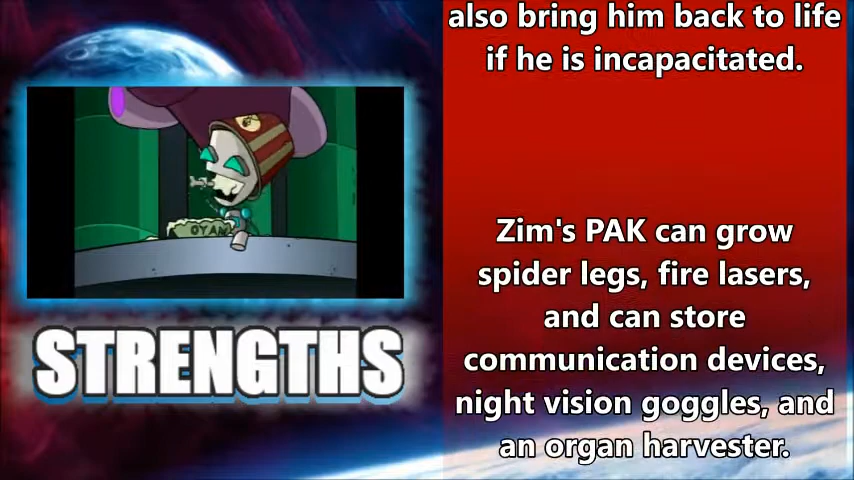 also bring him back to life
if he is incapacitated.
Zim's PAK can grow
spider legs, fire lasers,
and can store
communication devices,
night vision goggles, and
an organ harvester.
STRENGTHS